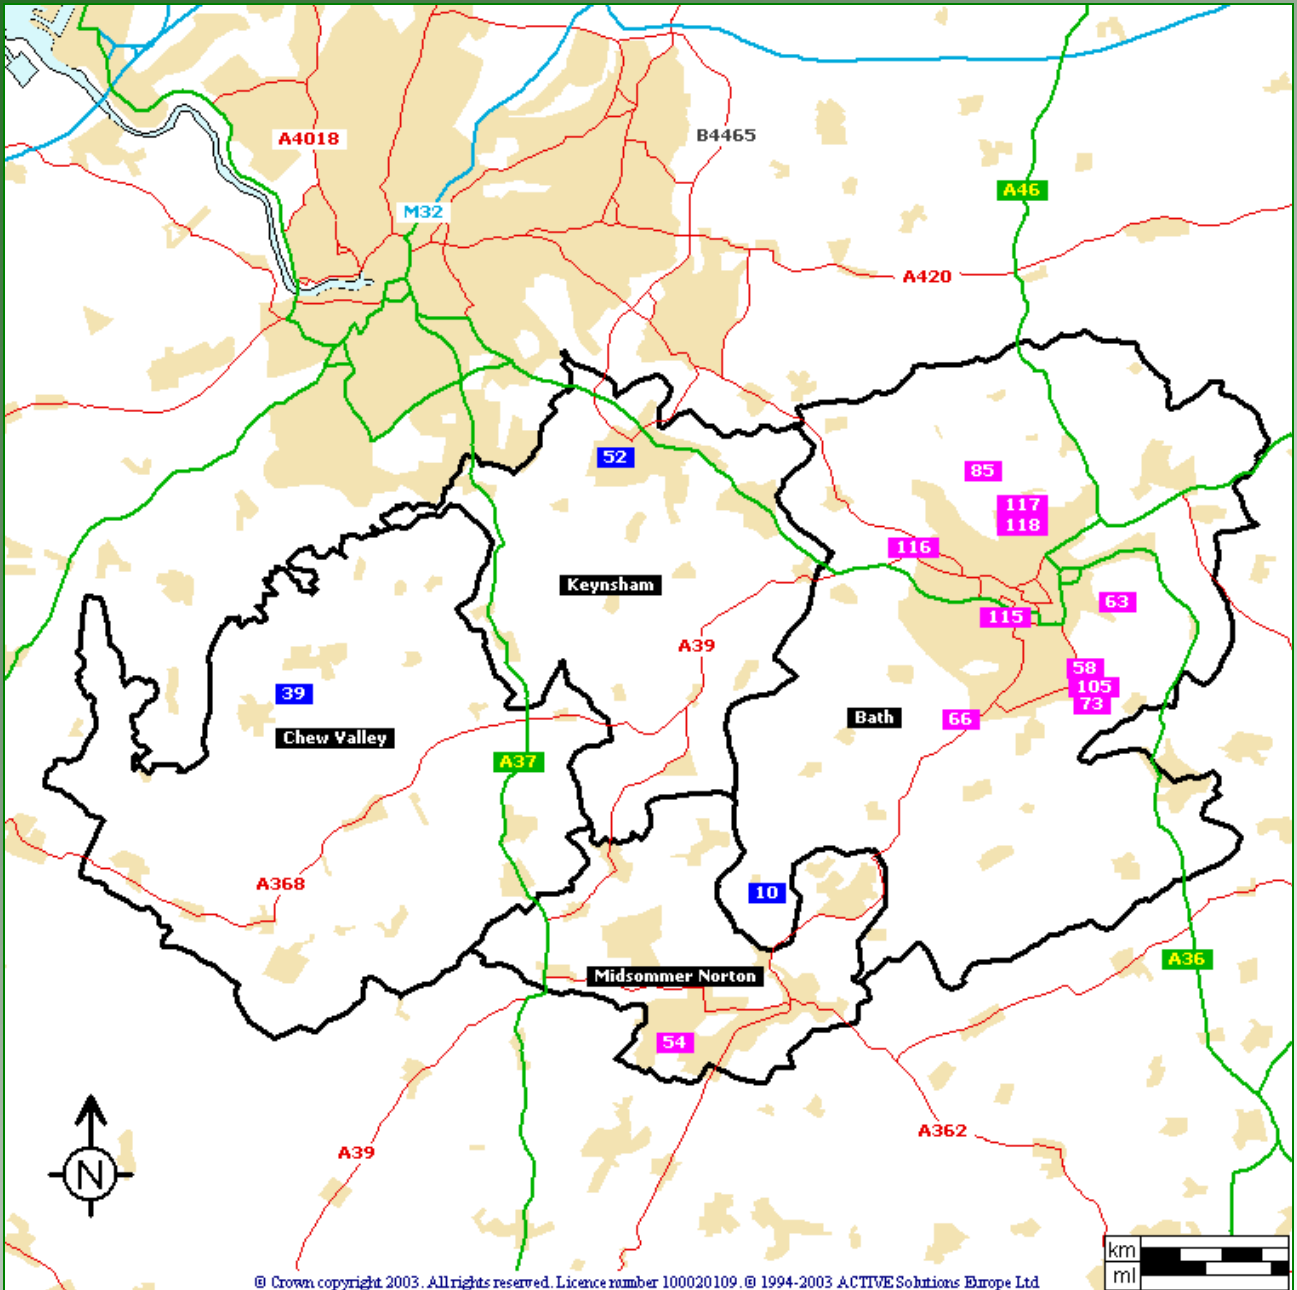 A4018
B4465
A46
M32
A420
52
85
117
118
116
Keynsham
63
115
A39
58
39
105
73
Bath
66
Chew Valley
A37
A368
10
A36
Midsommer Norton
54
A362
A39
N
km
ml
© Crown copyright 2003. All rights reserved. Licence number 100020109. © 1994-2003 ACTIVE Solutions Europe Ltd